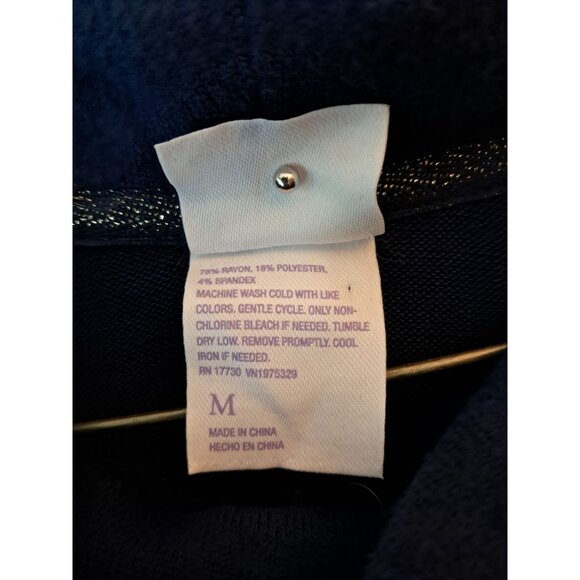 78% RAYON, 18% POLYESTER,
4% SPANDEX
MACHINE WASH COLD WITH LIKE
COLORS. GENTLE CYCLE. ONLY NON-
CHLORINE BLEACH IF NEEDED. TUMBLE
DRY LOW. REMOVE PROMPTLY. COOL
IRON IF NEEDED.
RN 17730 VN1975329
M
MADE IN CHINA
HECHO EN CHINA